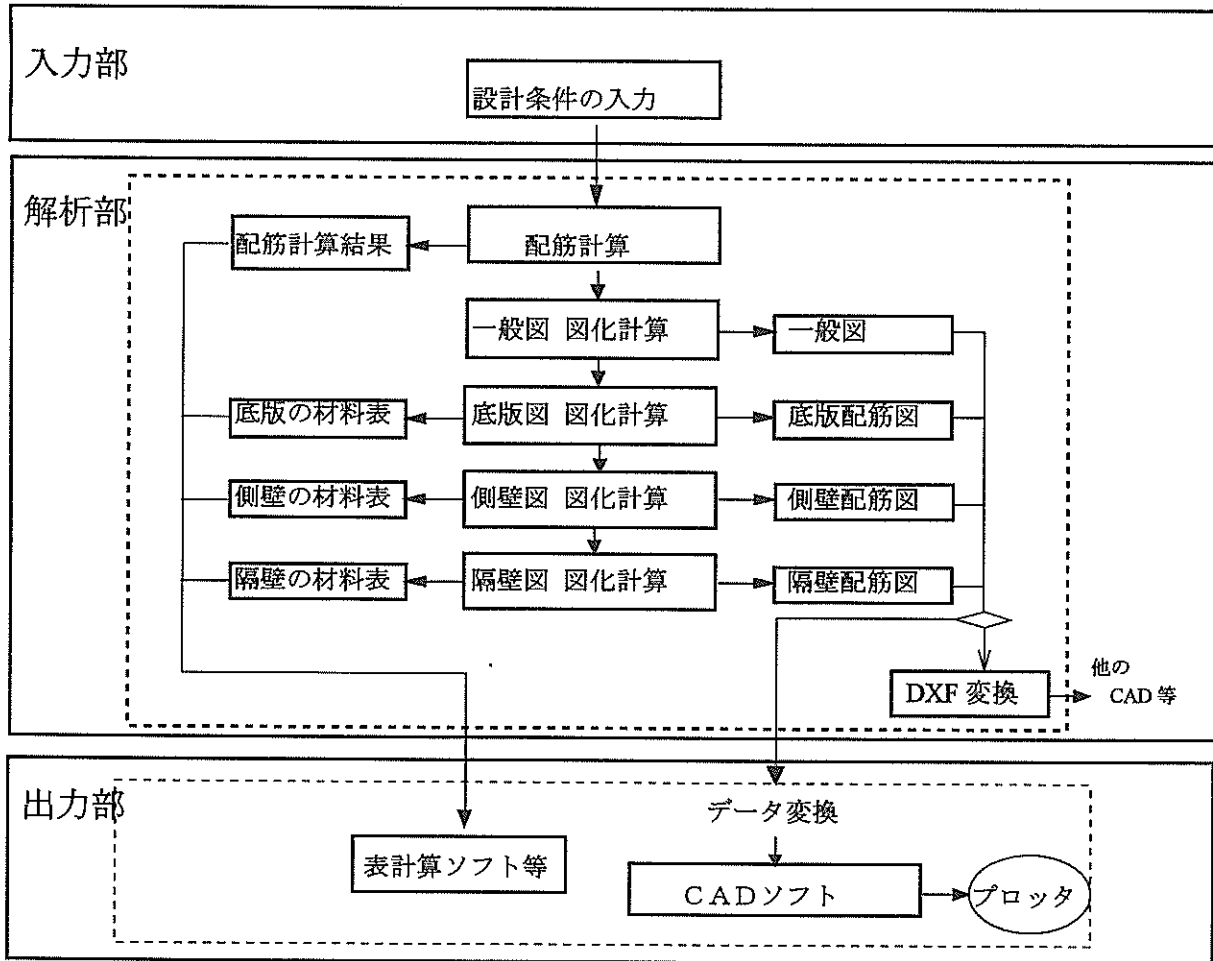 入力部
設計条件の入力
解析部
配筋計算結果
配筋計算
一般図 図化計算
一般図
底版の材料表
底版図 図化計算
底版配筋図
側壁の材料表
側壁図 図化計算
側壁配筋図
隔壁の材料表
隔壁図 図化計算
隔壁配筋図
DXF 変換
他の
CAD 等
出力部
データ変換
表計算ソフト等
ＣＡＤソフト
プロッタ